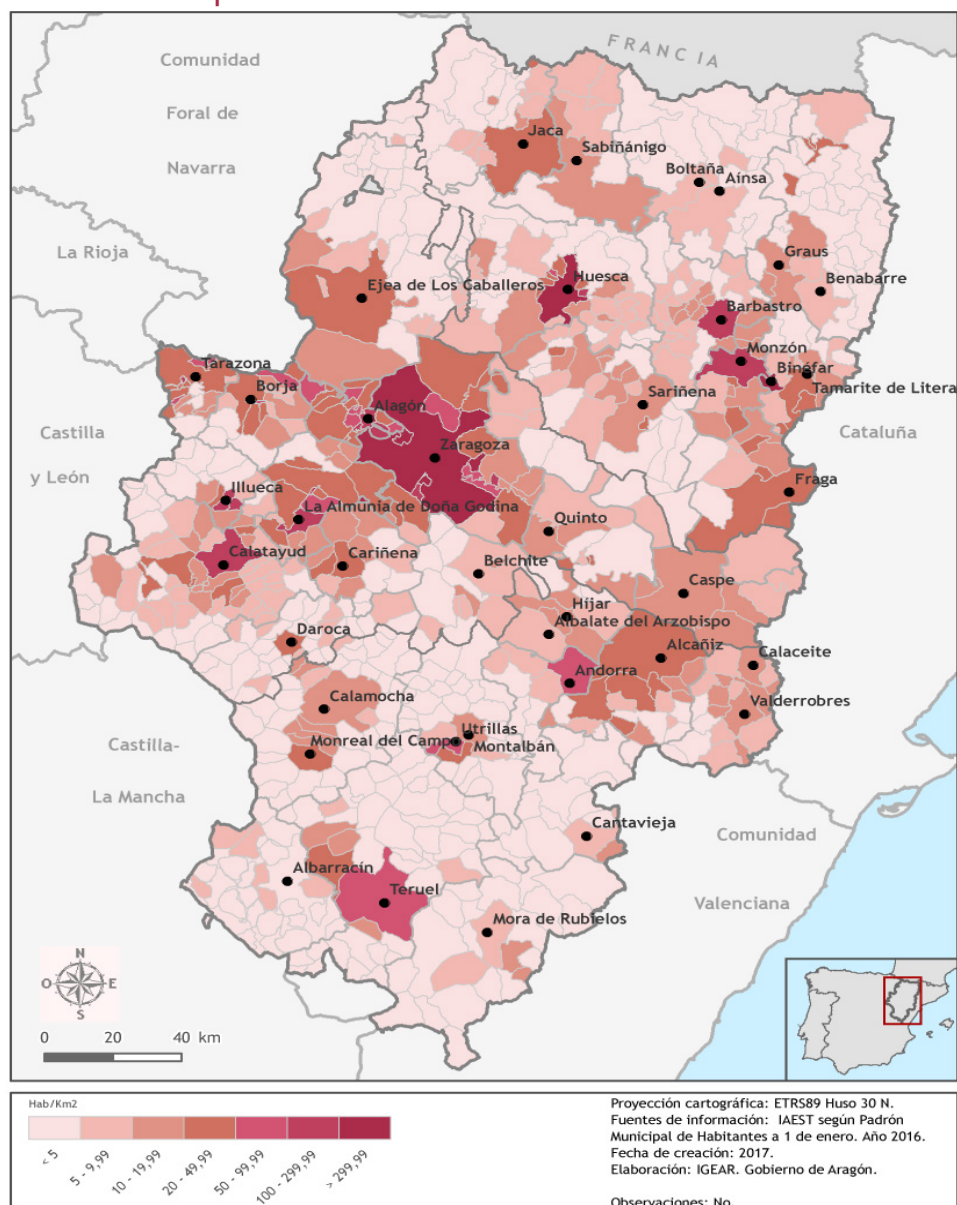 FRANCIA
Comunidad
Foral de
Navarra
Jaca
Sabiñánigo
Boltaña
Aínsa
La Rioja
Graus
Huesca
Ejea de Los Caballeros
Benabarre
Barbastro
Monzón
Tarazona
Binéfar
Borja
Tamarite de Litera
Sariñena
Alagón
Castilla
y León
Cataluña
Zaragoza
Illueca
Fraga
La Almunia de Doña Godina
Quinto
Calatayud
Cariñena
Belchite
Caspe
Híjar
Albalate del Arzobispo
Daroca
Alcañiz
Calaceite
Andorra
Calamocha
Valderrobres
Utrillas
Monreal del Campo
Montalbán
Castilla-
La Mancha
Cantavieja
Comunidad
Valenciana
Albarracín
Teruel
Mora de Rubielos
N
O
E
S
0 20 40 km
Hab/Km2
< 5
5 - 9,99
10 - 19,99
20 - 49,99
50 - 99,99
100 - 299,99
> 299,99
Proyección cartográfica: ETRS89 Huso 30 N.
Fuentes de información: IAEST según Padrón
Municipal de Habitantes a 1 de enero. Año 2016.
Fecha de creación: 2017.
Elaboración: IGEAR. Gobierno de Aragón.
Observaciones: No